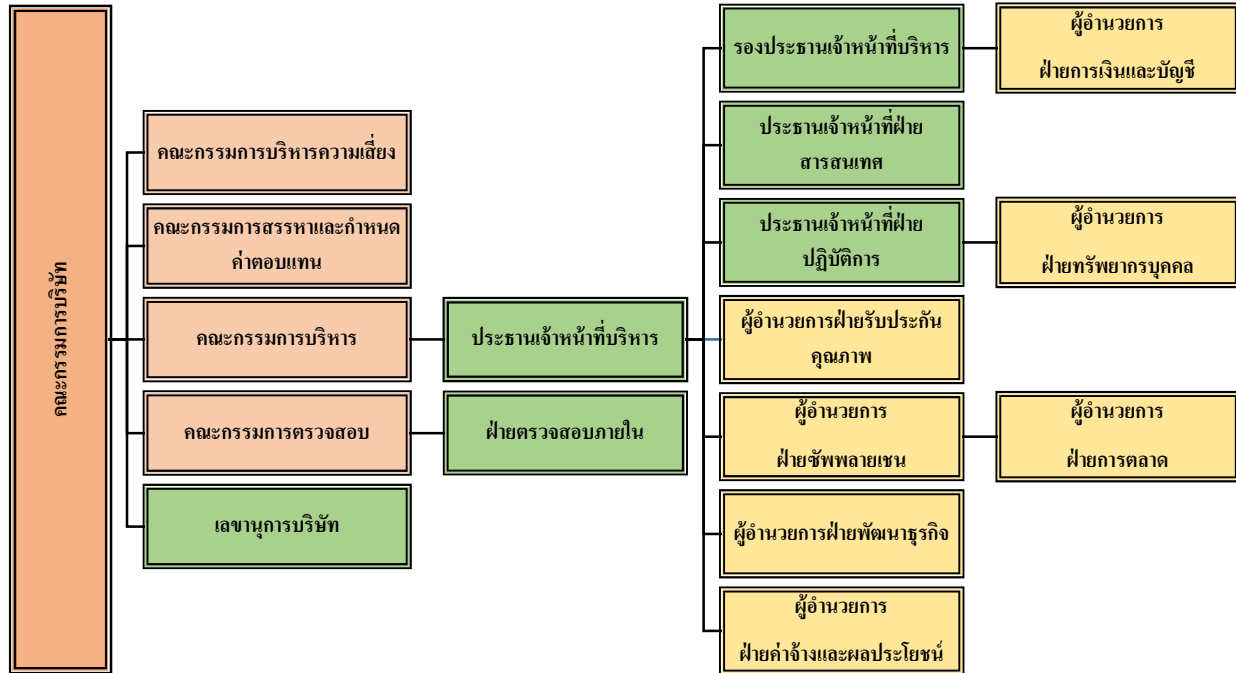 คณะกรรมการบริษัท
คณะกรรมการบริหารความเสี่ยง
คณะกรรมการสรรหาและกำหนด
ค่าตอบแทน
คณะกรรมการบริหาร
คณะกรรมการตรวจสอบ
เลขานุการบริษัท
ประธานเจ้าหน้าที่บริหาร
ฝ่ายตรวจสอบภายใน
รองประธานเจ้าหน้าที่บริหาร
ประธานเจ้าหน้าที่ฝ่าย
สารสนเทศ
ประธานเจ้าหน้าที่ฝ่าย
ปฏิบัติการ
ผู้อำนวยการฝ่ายรับประกัน
คุณภาพ
ผู้อำนวยการ
ฝ่ายซัพพลายเชน
ผู้อำนวยการฝ่ายพัฒนาธุรกิจ
ผู้อำนวยการ
ฝ่ายค่าจ้างและผลประโยชน์
ผู้อำนวยการ
ฝ่ายการเงินและบัญชี
ผู้อำนวยการ
ฝ่ายทรัพยากรบุคคล
ผู้อำนวยการ
ฝ่ายการตลาด